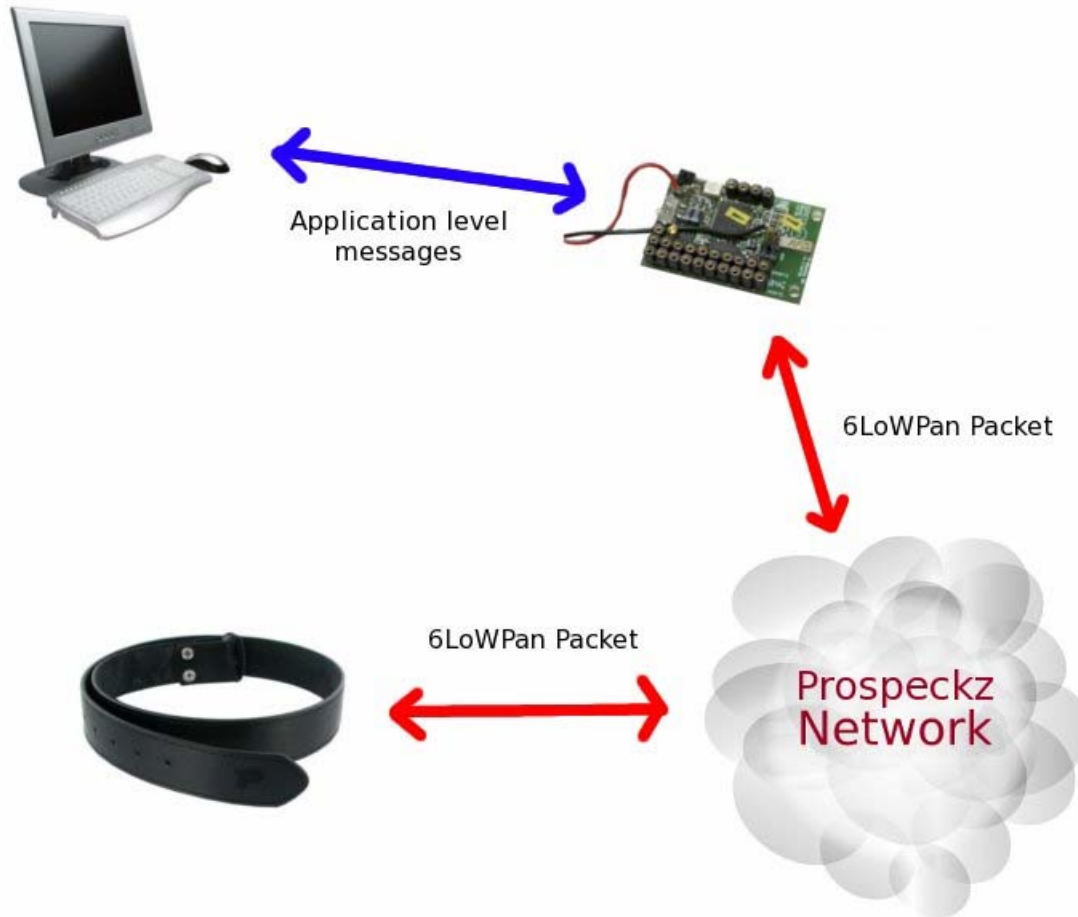 Application level
messages
6LoWPan Packet
6LoWPan Packet
Prospeckz
Network